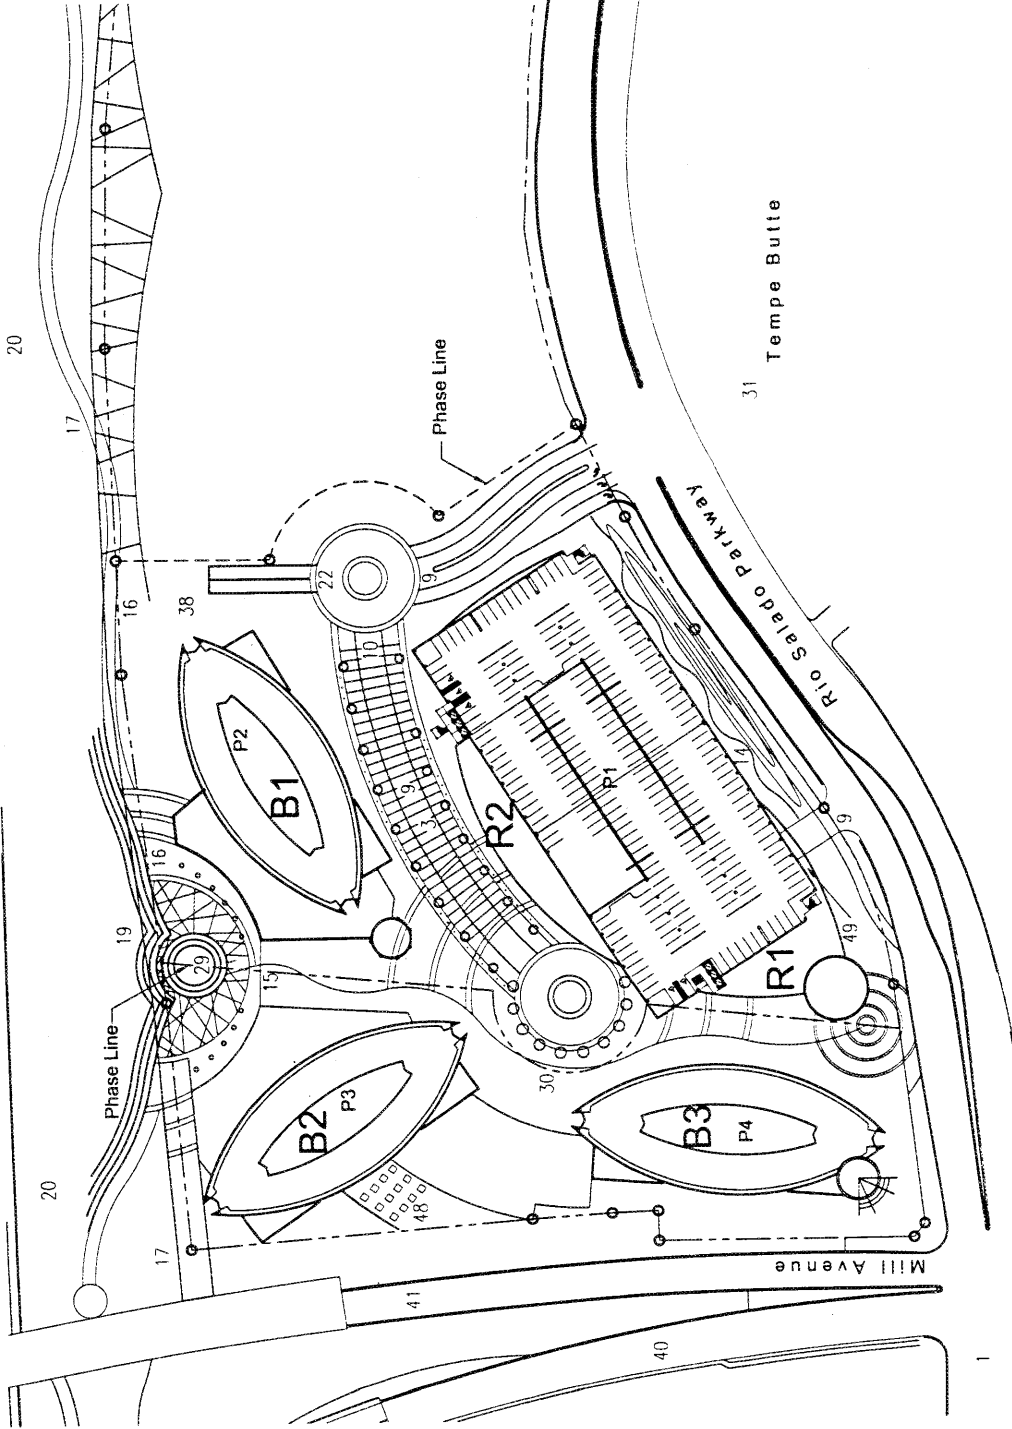 20
17
Phase Line
31
Tempe Butte
16
38
22
9
10
Rio Salado Parkway
P2
B1
9
3
R2
P1
14
9
16
19
29
15
Phase Line
R1
49
30
B2
P3
B3
P4
20
48
17
Mill Avenue
41
40
1